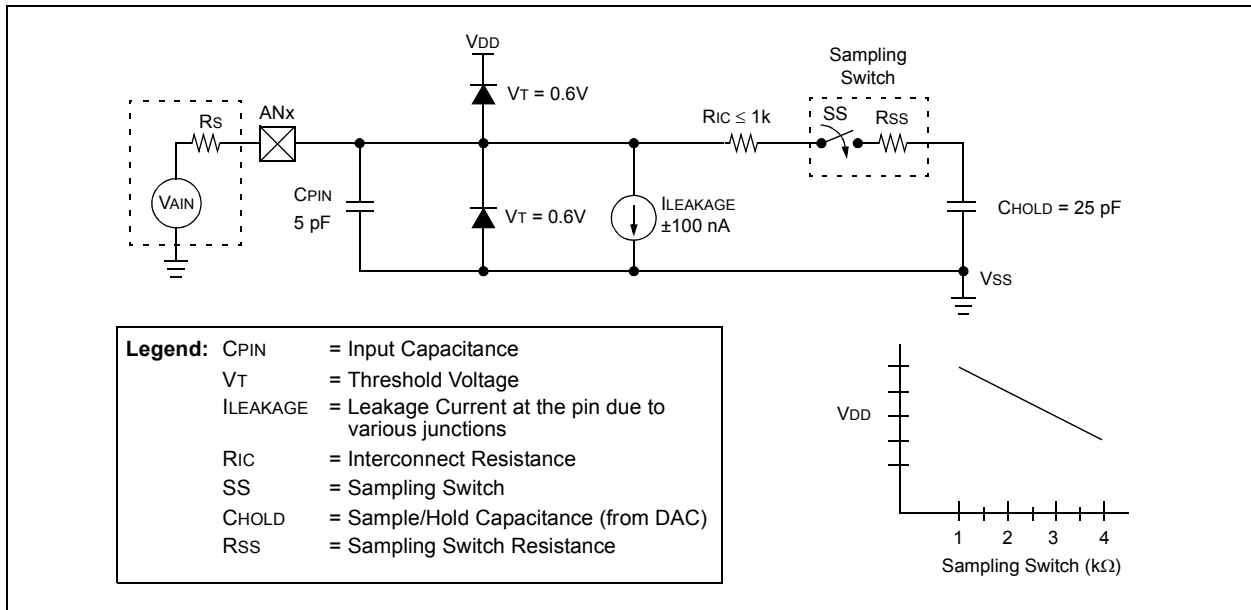 VDD
Sampling
Switch
VT = 0.6V
ANx
RIC ≤ 1k
SS
RSS
RS
VAIN
CPIN
5 pF
VT = 0.6V
ILEAKAGE
±100 nA
CHOLD = 25 pF
VSS
Legend: CPIN = Input Capacitance
VT = Threshold Voltage
ILEAKAGE = Leakage Current at the pin due to
various junctions
RIC = Interconnect Resistance
SS = Sampling Switch
CHOLD = Sample/Hold Capacitance (from DAC)
RSS = Sampling Switch Resistance
VDD
1 2 3 4
Sampling Switch (kΩ)